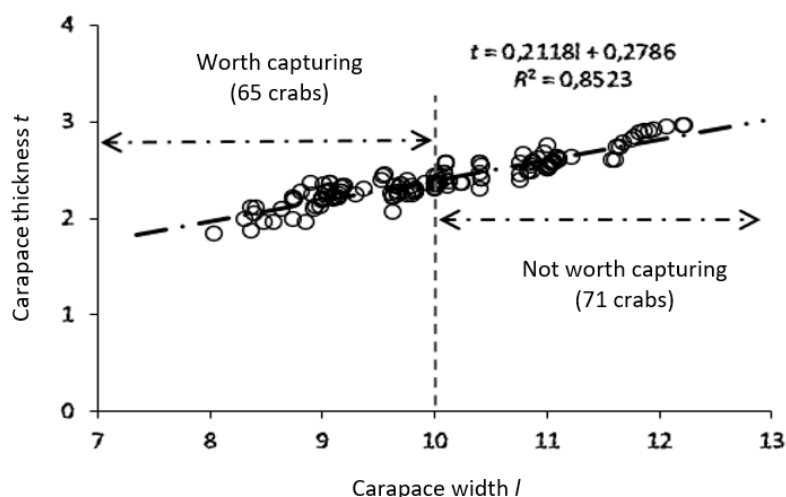 4
t = 0,2118l + 0,2786
R² = 0,8523
Worth capturing
(65 crabs)
3
2
Not worth capturing
(71 crabs)
1
0
Carapace thickness t
7 8 9 10 11 12 13
Carapace width l